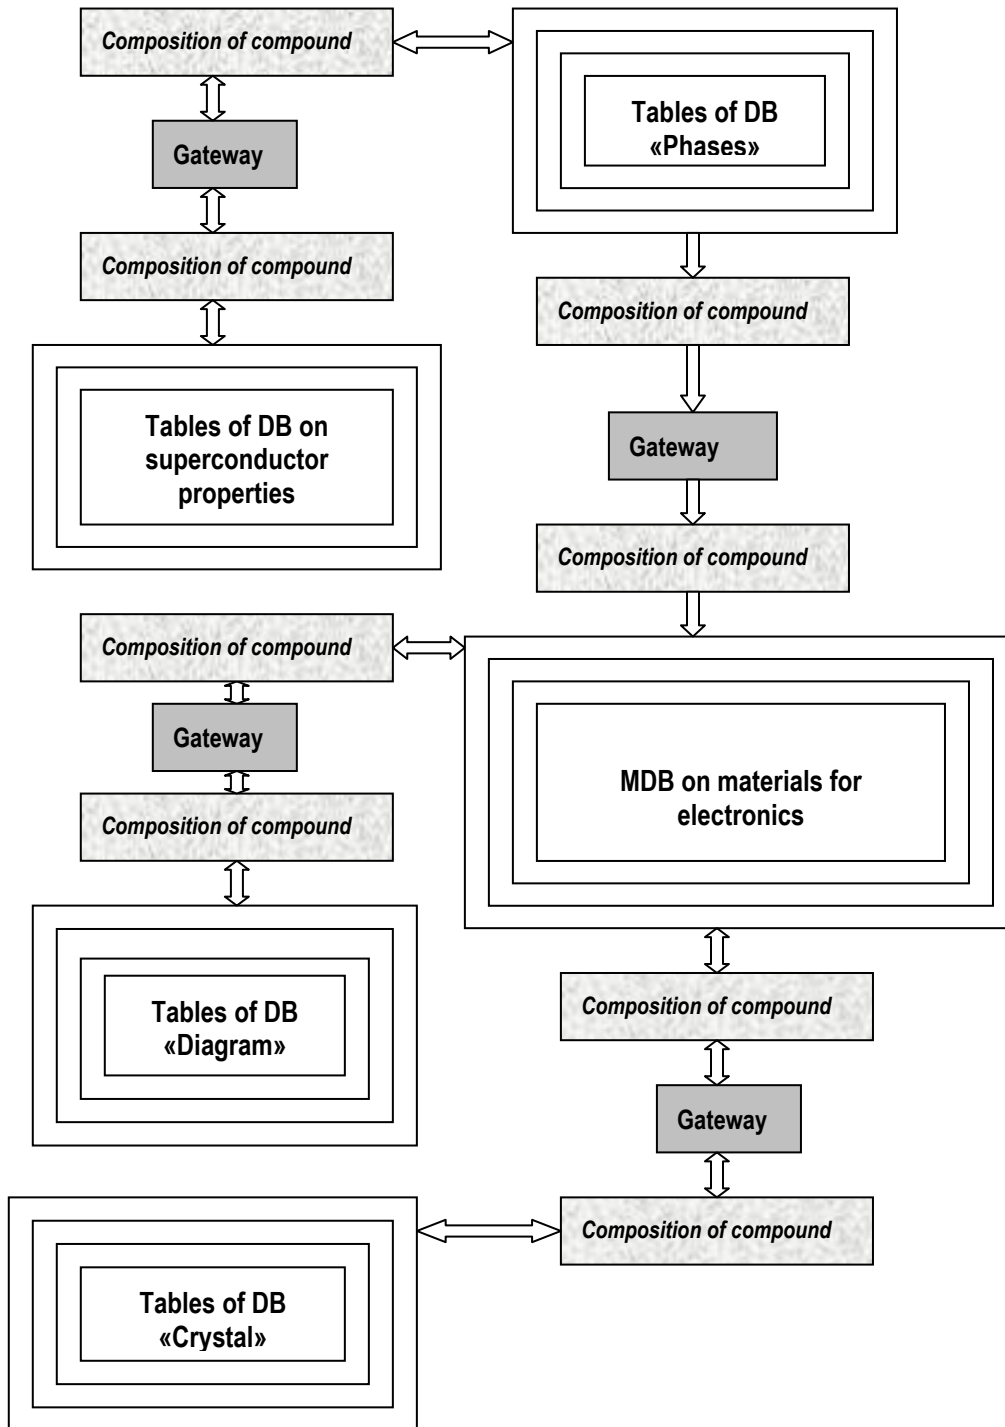 Composition of compound
Tables of DB
«Phases»
Gateway
Composition of compound
Composition of compound
Tables of DB on
superconductor
properties
Gateway
Composition of compound
Composition of compound
Gateway
MDB on materials for
electronics
Composition of compound
Composition of compound
Tables of DB
«Diagram»
Gateway
Composition of compound
Tables of DB
«Crystal»